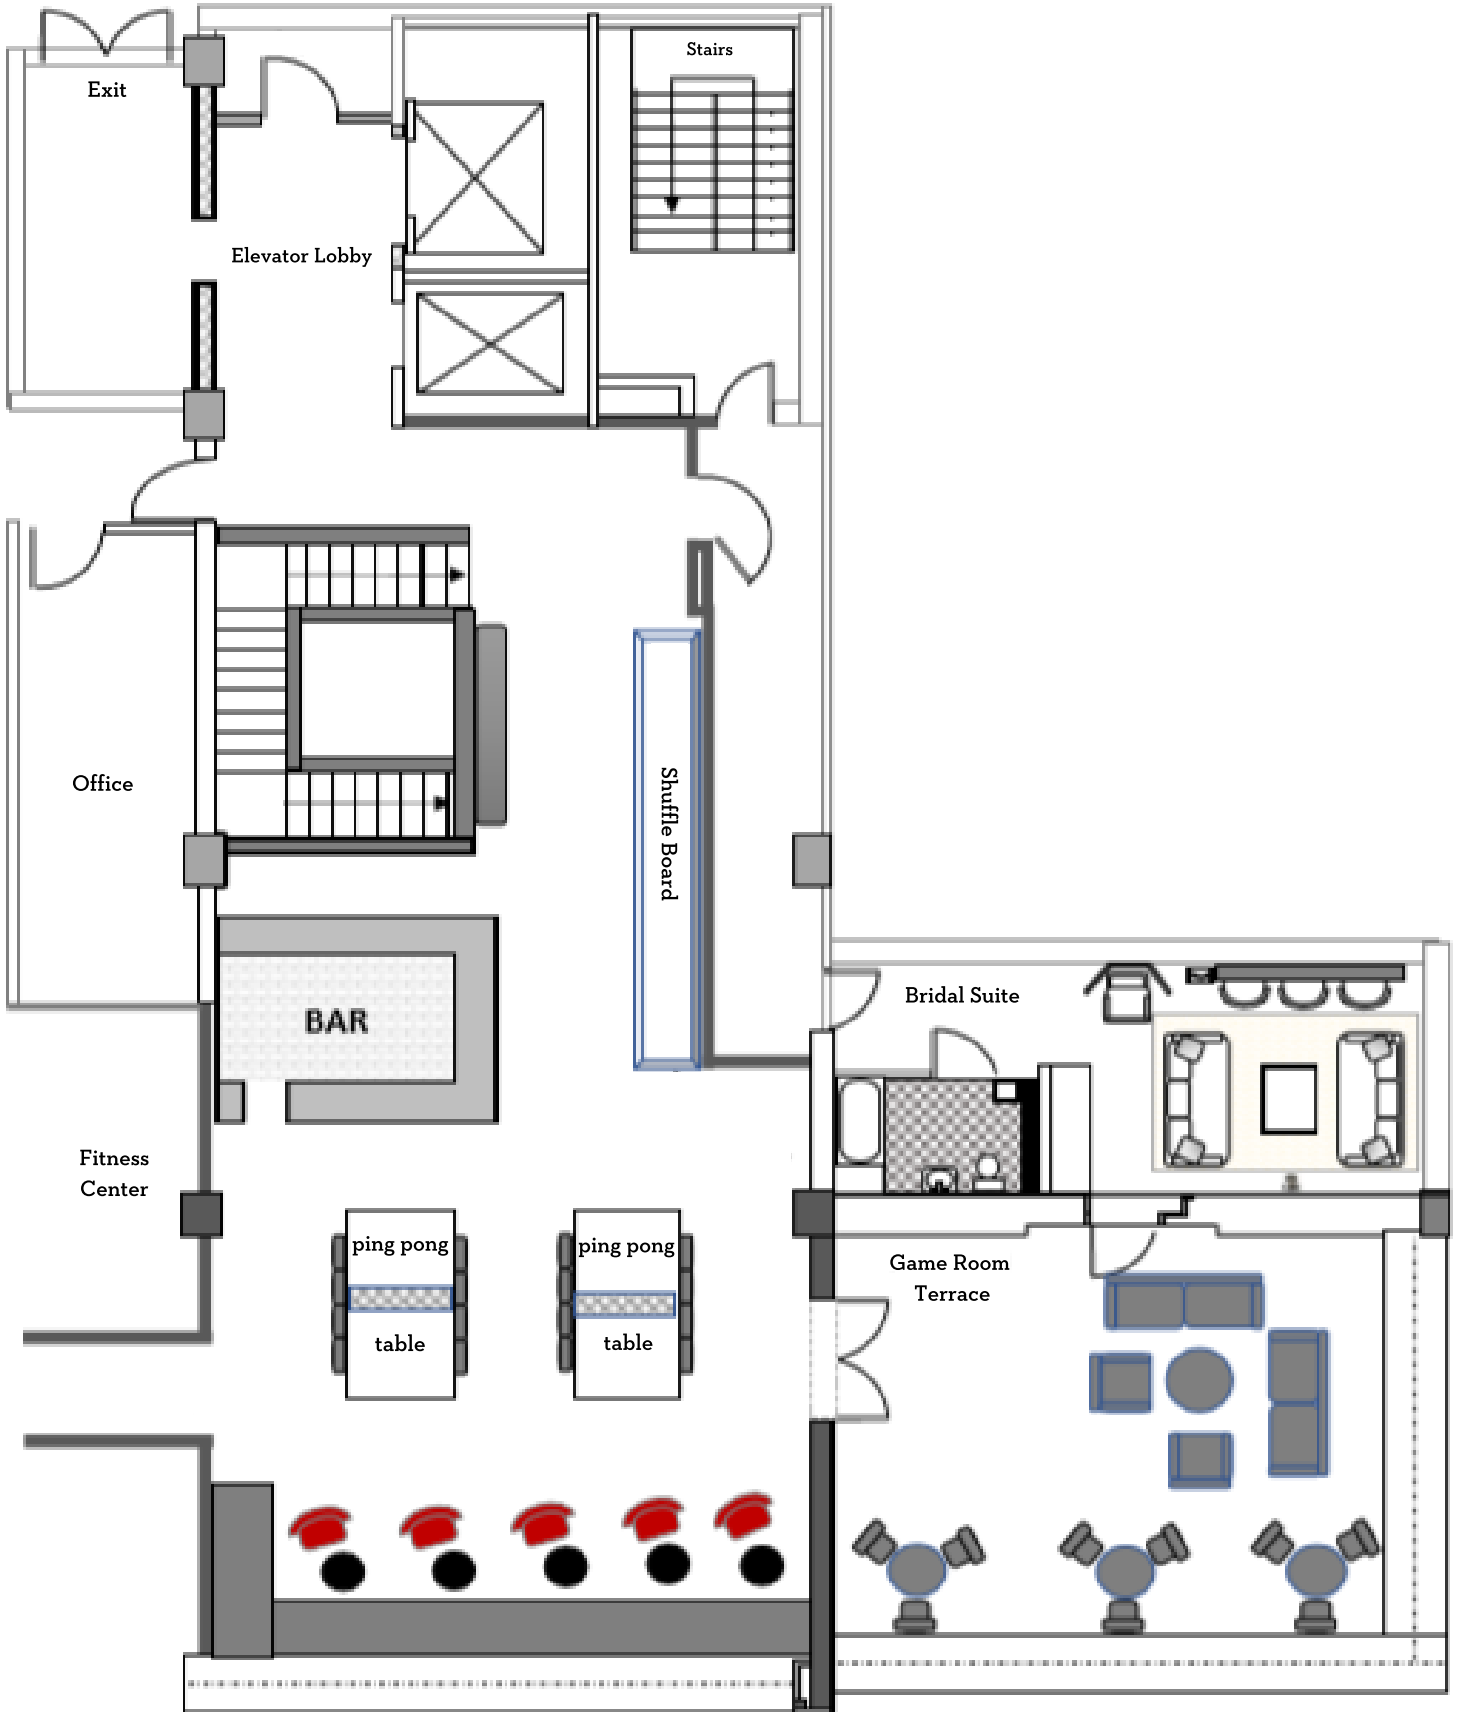 Stairs
Exit
Elevator Lobby
Office
Shuffle Board
Bridal Suite
BAR
Fitness
Center
ping pong
table
ping pong
table
Game Room
Terrace